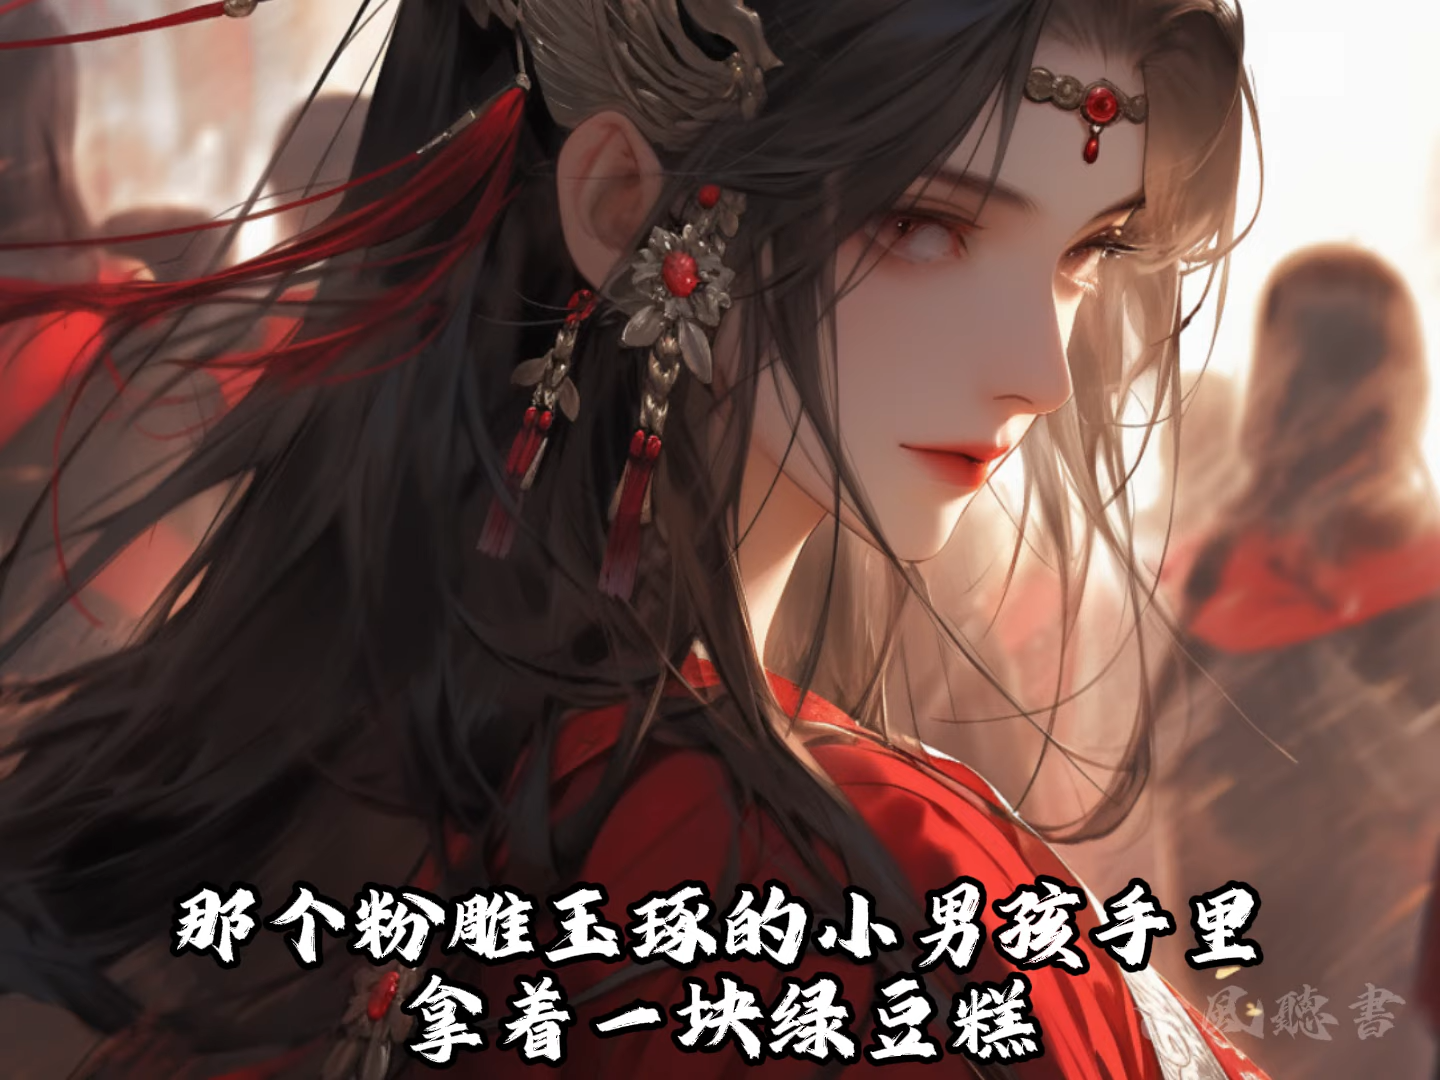 那个粉雕玉琢的小男孩手里
拿着一块绿豆糕
風聽書